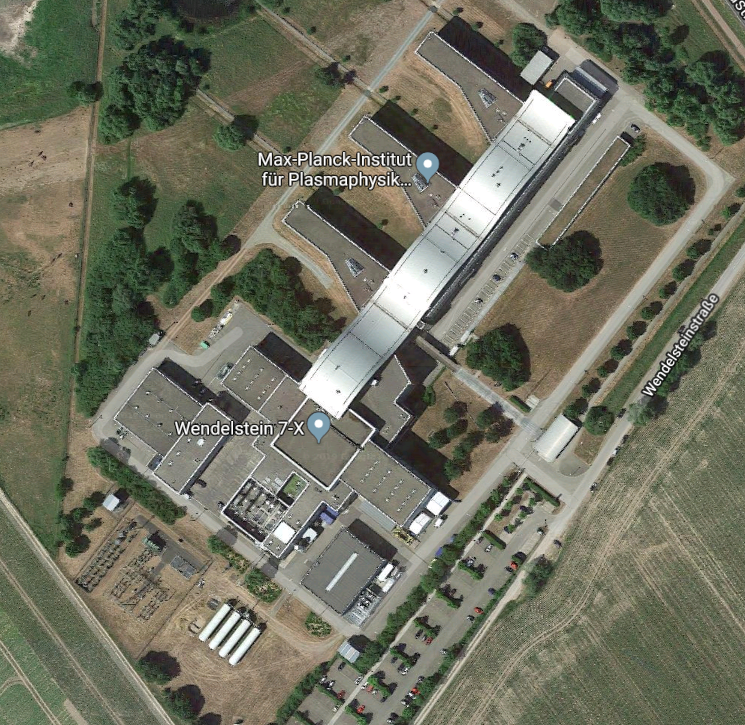 Max-Planck-Institut
für Plasmaphysik...
Wendelstein 7-X
Wendelsteinstraße